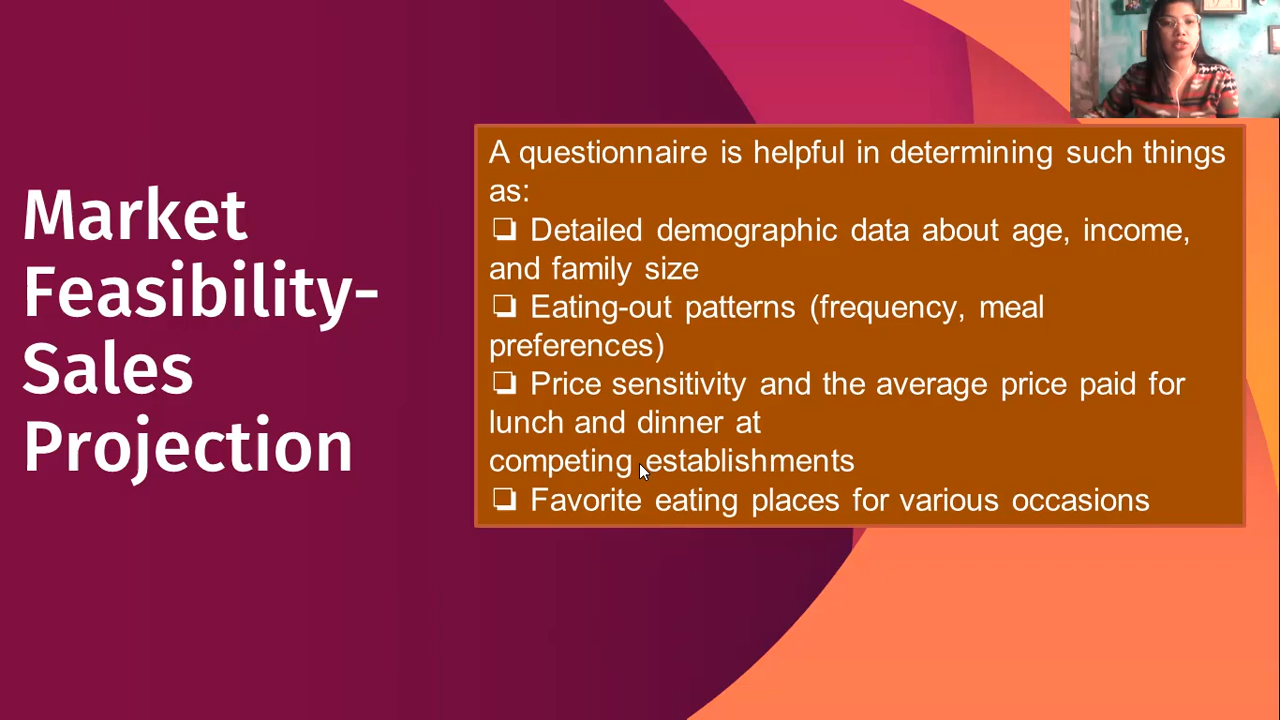 Market
Feasibility-
Sales
Projection
A questionnaire is helpful in determining such things
as:
❏ Detailed demographic data about age, income,
and family size
❏ Eating-out patterns (frequency, meal
preferences)
❏ Price sensitivity and the average price paid for
lunch and dinner at
competing establishments
❏ Favorite eating places for various occasions